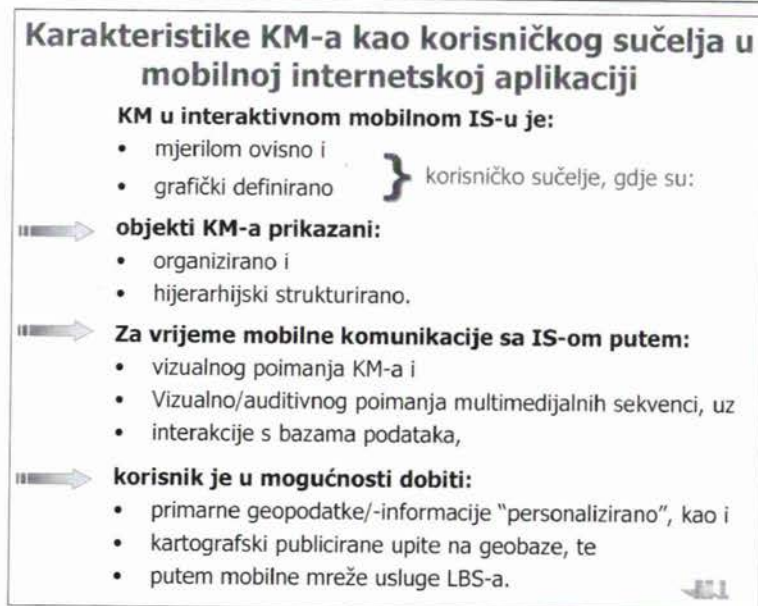 Karakteristike KM-a kao korisničkog sučelja u
mobilnoj internetskoj aplikaciji
KM u interaktivnom mobilnom IS-u je:
• mjerilom ovisno i
• grafički definirano
} korisničko sučelje, gdje su:
objekti KM-a prikazani:
• organizirano i
• hijerarhijski strukturirano.
Za vrijeme mobilne komunikacije sa IS-om putem:
• vizualnog poimanja KM-a i
• Vizualno/auditivnog poimanja multimedijalnih sekvenci, uz
• interakcije s bazama podataka,
korisnik je u mogućnosti dobiti:
• primarne geopodatke/-informacije "personalizirano", kao i
• kartografski publicirane upite na geobaze, te
• putem mobilne mreže usluge LBS-a.